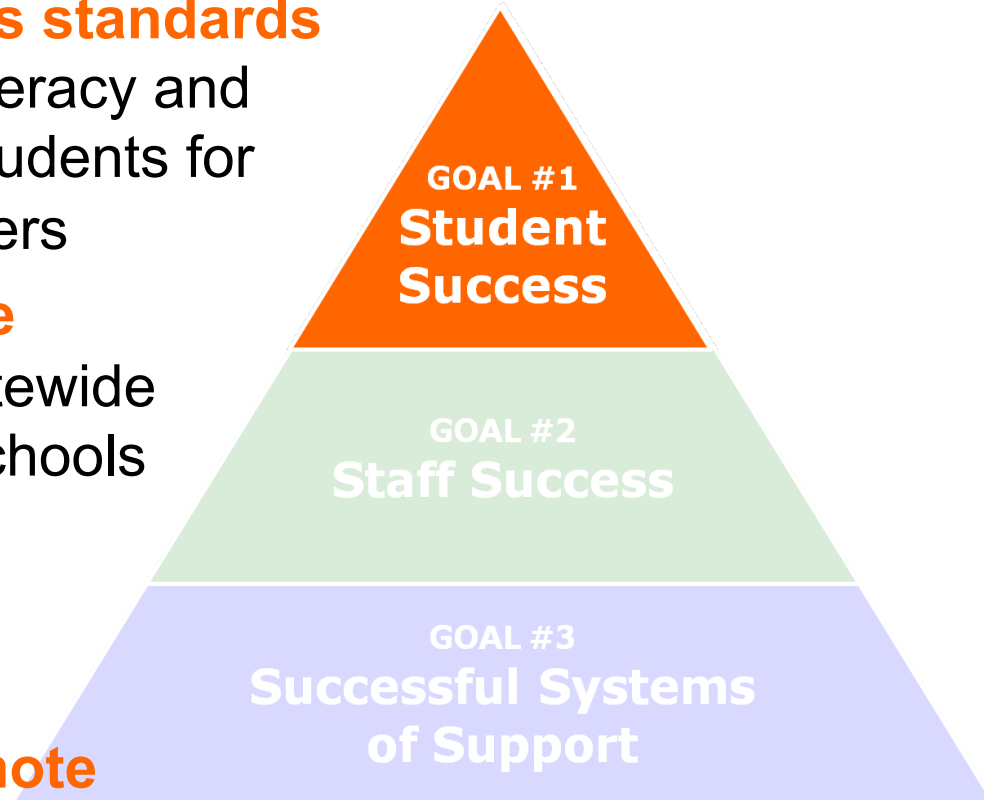 s standards
eracy and
udents for
ers
e
tewide
chools
note
GOAL #1
Student
Success
GOAL #2
Staff Success
GOAL #3
Successful Systems
of Support